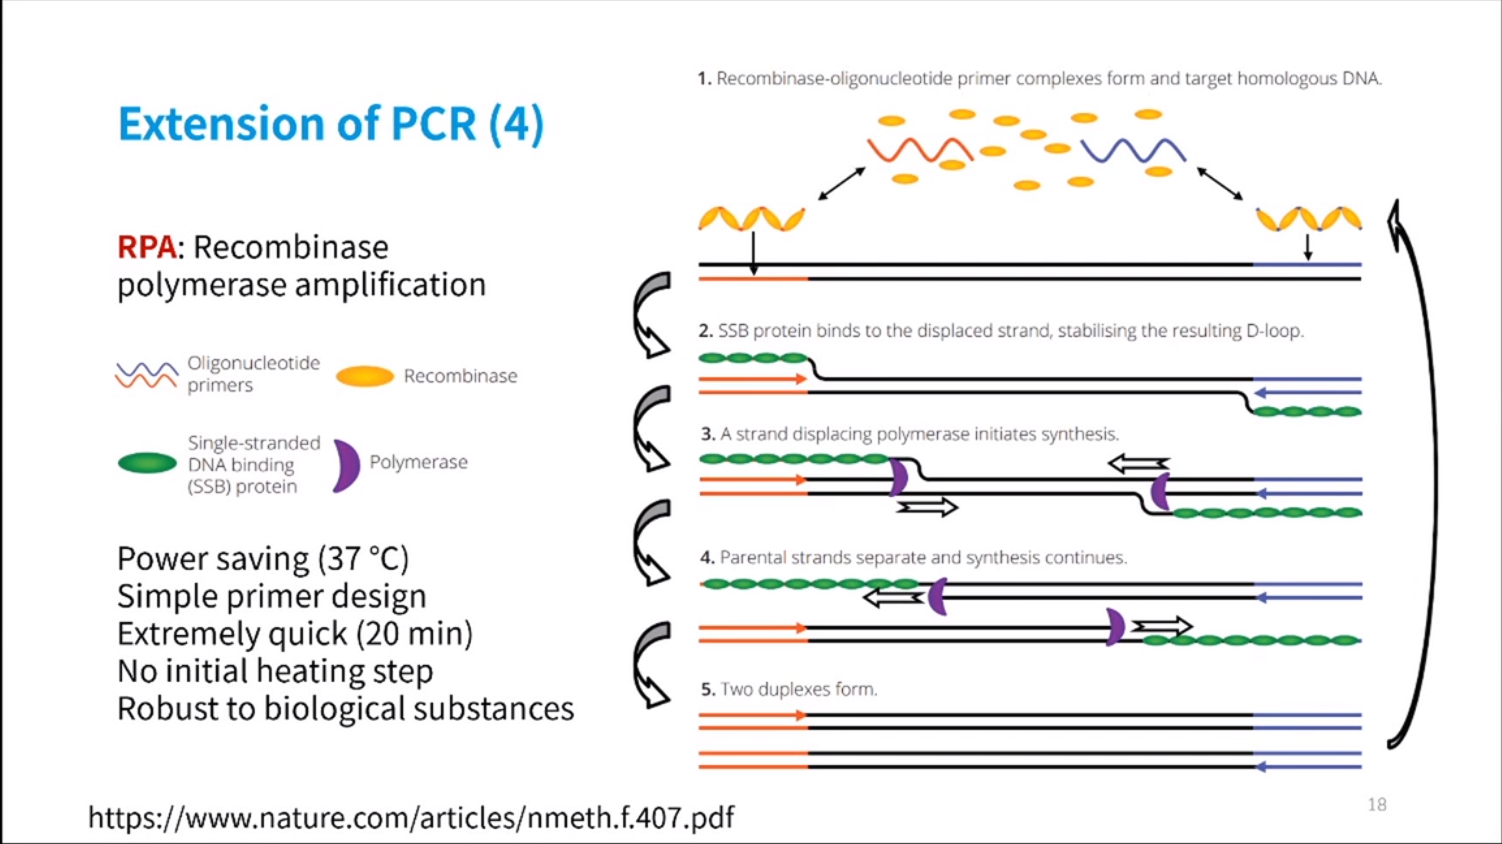 Extension of PCR (4)
RPA: Recombinase
polymerase amplification
Oligonucleotide
primers
Recombinase
Single-stranded
DNA binding
(SSB) protein
Polymerase
Power saving (37 °C)
Simple primer design
Extremely quick (20 min)
No initial heating step
Robust to biological substances
1. Recombinase-oligonucleotide primer complexes form and target homologous DNA.
2. SSB protein binds to the displaced strand, stabilising the resulting D-loop.
3. A strand displacing polymerase initiates synthesis.
4. Parental strands separate and synthesis continues.
5. Two duplexes form.
https://www.nature.com/articles/nmeth.f.407.pdf
18